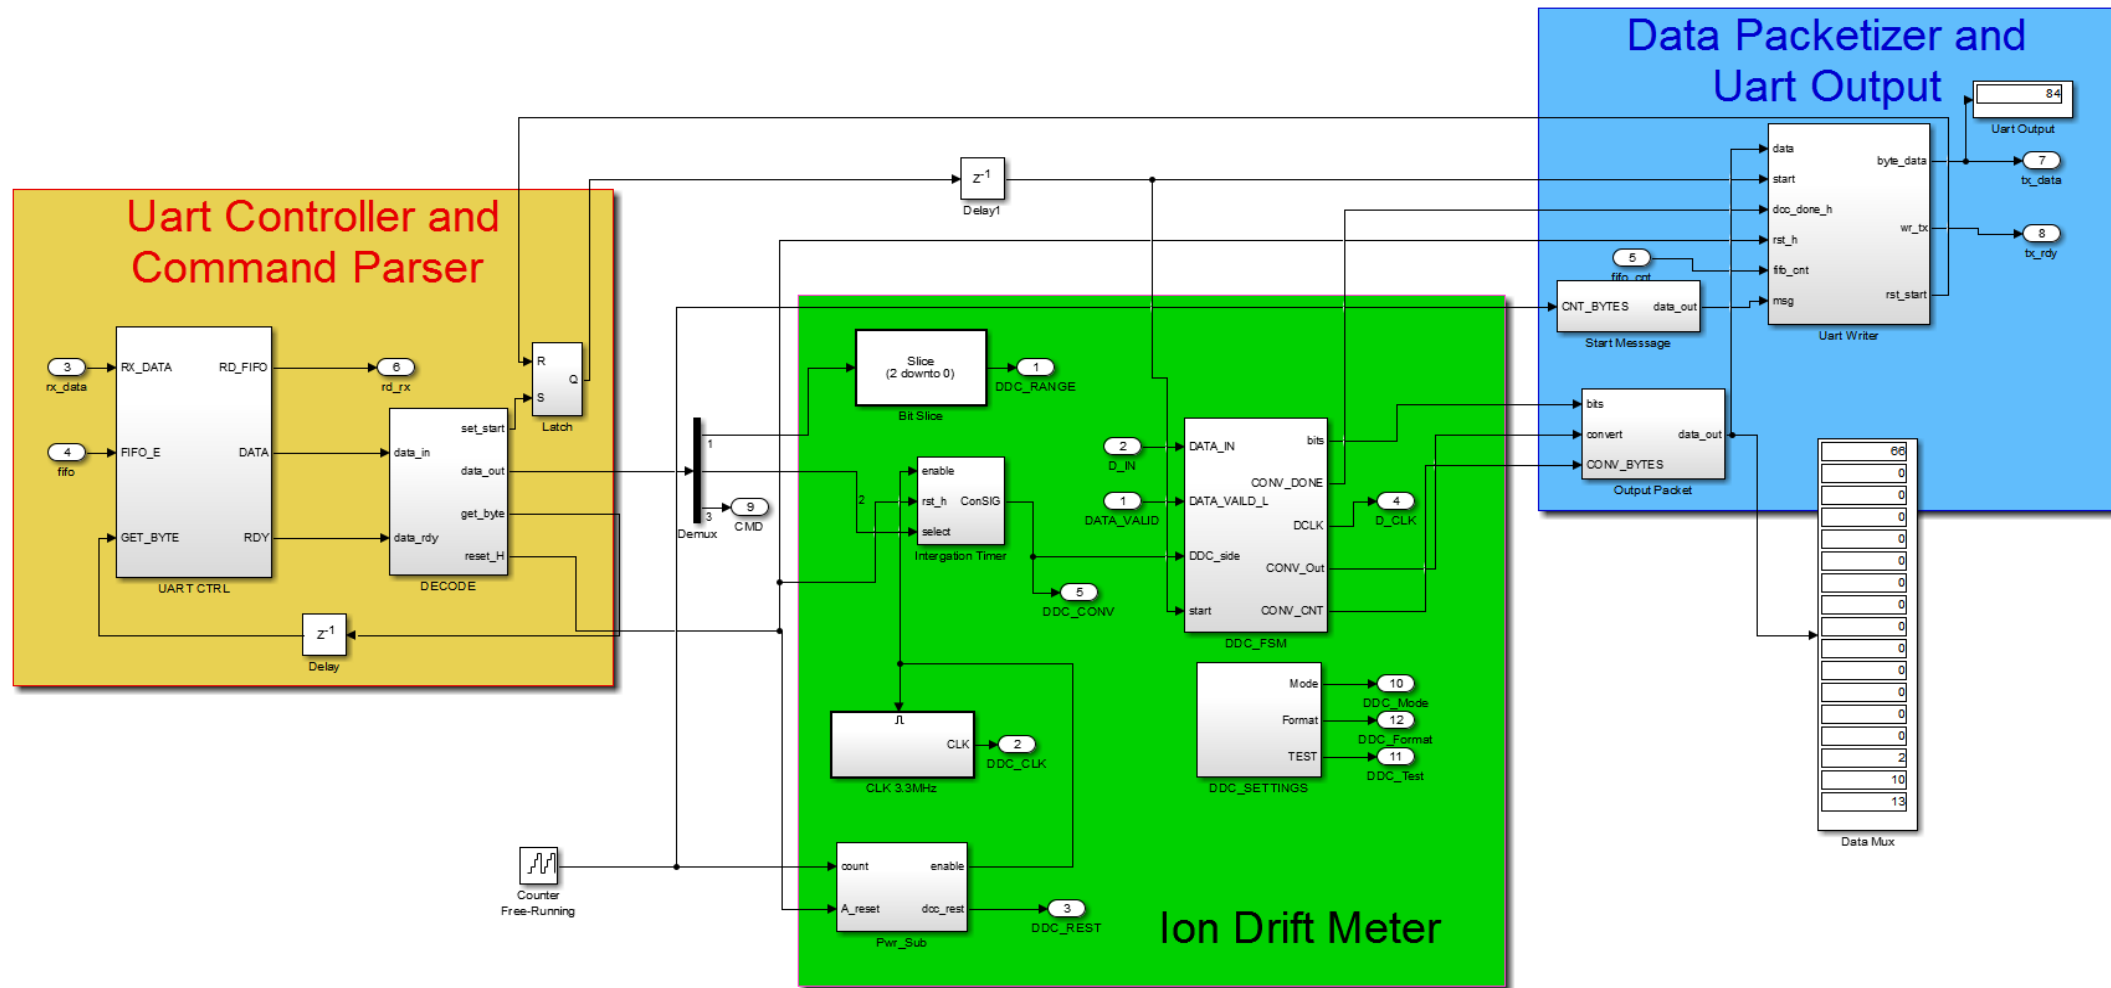 Data Packetizer and
Uart Output
84
Uart Output
data
start
dcc_done_h
rst_h
fifo_cnt
msg
byte_data
wr_tx
rst_start
Uart Writer
7
tx_data
8
tx_rdy
5
fifo_cnt
CNT_BYTES
data_out
Start Messsage
bits
convert
CONV_BYTES
data_out
Output Packet
66
0
0
0
0
0
0
0
0
0
0
0
0
0
2
10
13
Data Mux
z-1
Delay1
Uart Controller and
Command Parser
3
rx_data
4
fifo
RX_DATA
FIFO_E
GET_BYTE
RD_FIFO
DATA
RDY
UART CTRL
6
rd_rx
data_in
data_rdy
set_start
data_out
get_byte
reset_H
DECODE
R
S
Q
Latch
z-1
Delay
1
2
3
Demux
9
CMD
Slice
(2 downto 0)
Bit Slice
1
DDC_RANGE
enable
rst_h
select
ConSIG
Intergation Timer
5
DDC_CONV
2
D_IN
1
DATA_VALID
DATA_IN
DATA_VAILD_L
DDC_side
start
bits
CONV_DONE
DCLK
CONV_Out
CONV_CNT
DDC_FSM
4
D_CLK
CLK
CLK 3.3MHz
2
DDC_CLK
Mode
Format
TEST
DDC_SETTINGS
10
DDC_Mode
12
DDC_Format
11
DDC_Test
Counter
Free-Running
count
A_reset
enable
dcc_rest
Pwr_Sub
3
DDC_REST
Ion Drift Meter